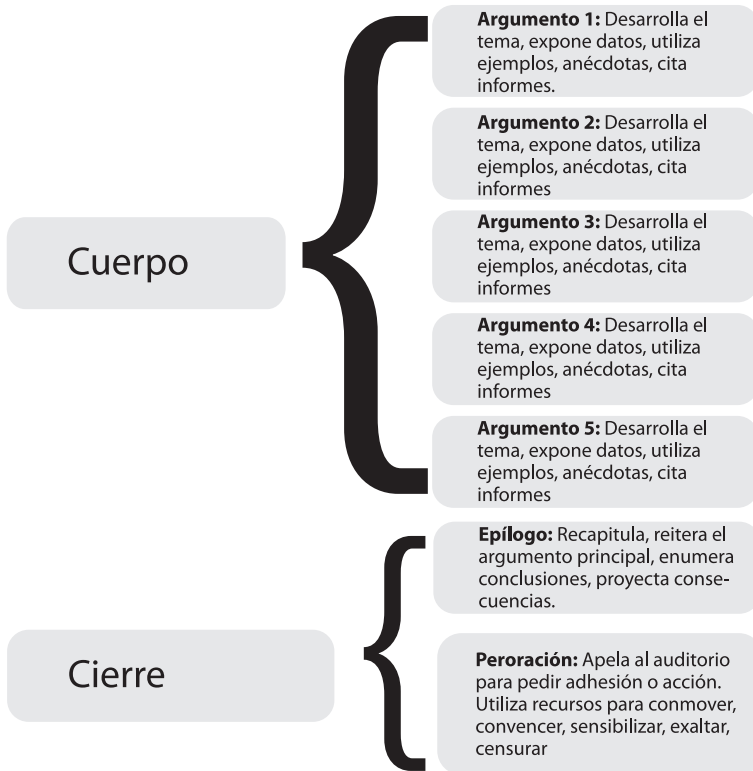 Cuerpo
Argumento 1: Desarrolla el
tema, expone datos, utiliza
ejemplos, anécdotas, cita
informes.
Argumento 2: Desarrolla el
tema, expone datos, utiliza
ejemplos, anécdotas, cita
informes
Argumento 3: Desarrolla el
tema, expone datos, utiliza
ejemplos, anécdotas, cita
informes
Argumento 4: Desarrolla el
tema, expone datos, utiliza
ejemplos, anécdotas, cita
informes
Argumento 5: Desarrolla el
tema, expone datos, utiliza
ejemplos, anécdotas, cita
informes
Cierre
Epílogo: Recapitula, reitera el
argumento principal, enumera
conclusiones, proyecta conse-
cuencias.
Peroración: Apela al auditorio
para pedir adhesión o acción.
Utiliza recursos para conmover,
convencer, sensibilizar, exaltar,
censurar